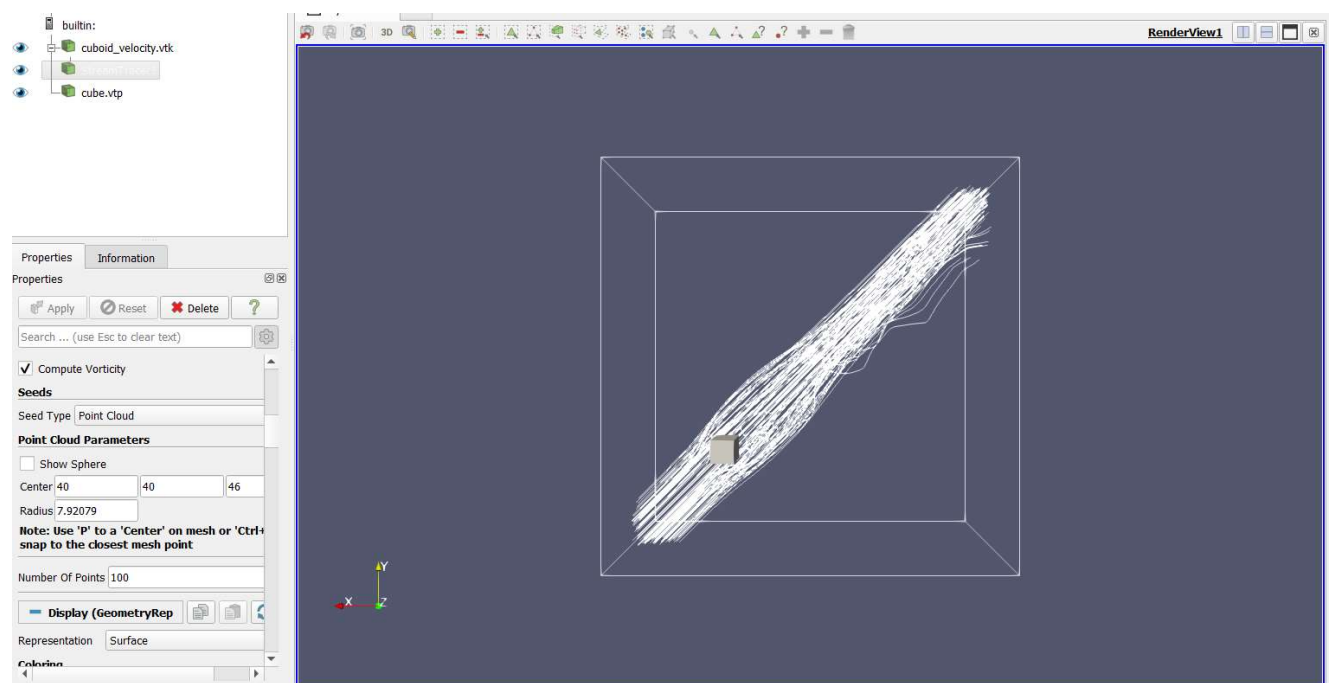 builtin:
cuboid_velocity.vtk
StreamTracer1
cube.vtp
3D
RenderView1
Properties
Information
Properties
Apply
Reset
Delete
?
Search ... (use Esc to clear text)
Compute Vorticity
Seeds
Seed Type Point Cloud
Point Cloud Parameters
Show Sphere
Center 40 40 46
Radius 7.92079
Note: Use 'P' to a 'Center' on mesh or 'Ctrl+
snap to the closest mesh point
Number Of Points 100
Display (GeometryRep
Representation Surface
Coloring
Y
X
Z